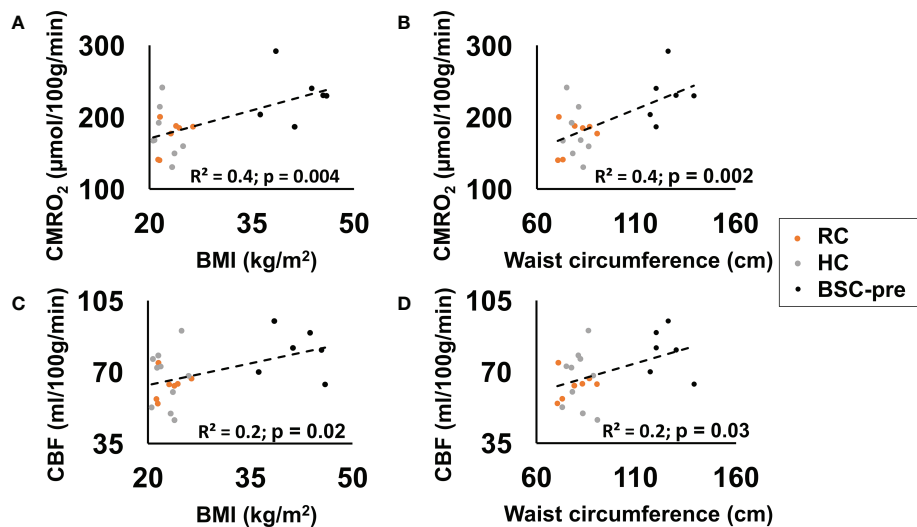 A
CMRO₂ (µmol/100g/min)
300
200
100
20 35 50
BMI (kg/m²)
R² = 0.4; p = 0.004
B
CMRO₂ (µmol/100g/min)
300
200
100
60 110 160
Waist circumference (cm)
R² = 0.4; p = 0.002
RC
HC
BSC-pre
C
CBF (ml/100g/min)
105
70
35
20 35 50
BMI (kg/m²)
R² = 0.2; p = 0.02
D
CBF (ml/100g/min)
105
70
35
60 110 160
Waist circumference (cm)
R² = 0.2; p = 0.03